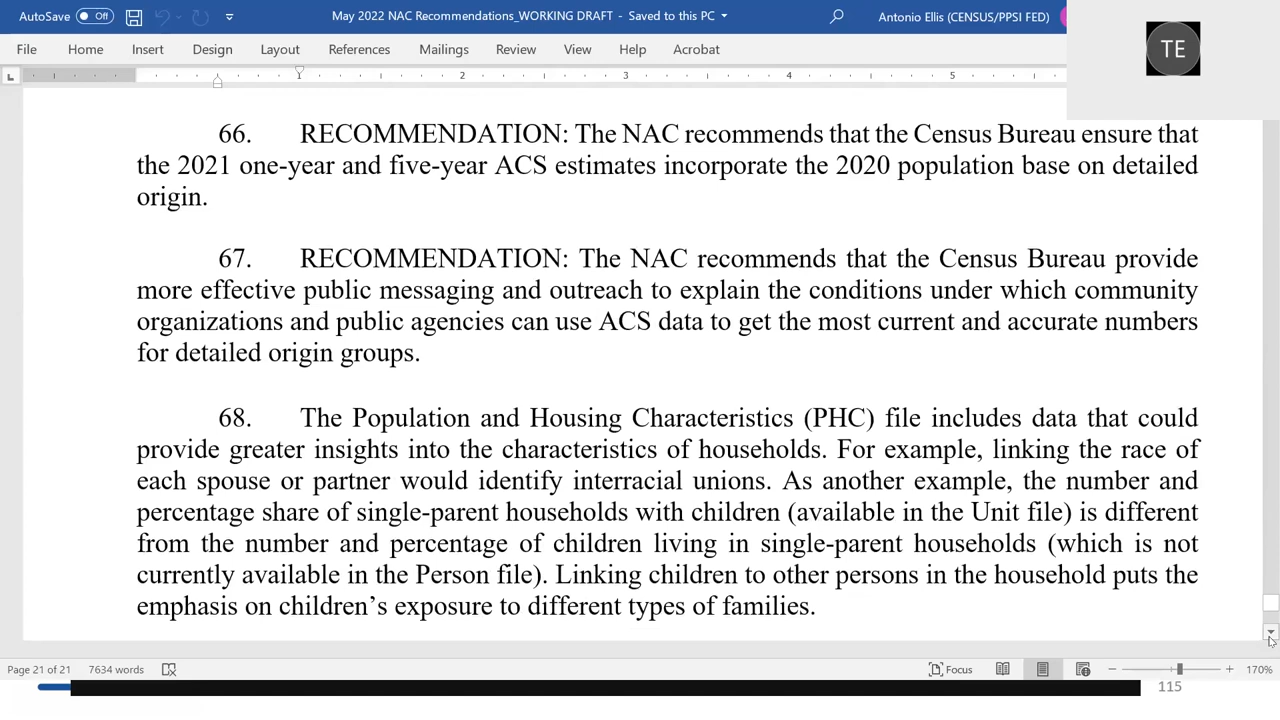 AutoSave Off May 2022 NAC Recommendations_WORKING DRAFT - Saved to this PC Antonio Ellis (CENSUS/PPSI FED)
File Home Insert Design Layout References Mailings Review View Help Acrobat
TE
1 2 3 4 5
66. RECOMMENDATION: The NAC recommends that the Census Bureau ensure that
the 2021 one-year and five-year ACS estimates incorporate the 2020 population base on detailed
origin.
67. RECOMMENDATION: The NAC recommends that the Census Bureau provide
more effective public messaging and outreach to explain the conditions under which community
organizations and public agencies can use ACS data to get the most current and accurate numbers
for detailed origin groups.
68. The Population and Housing Characteristics (PHC) file includes data that could
provide greater insights into the characteristics of households. For example, linking the race of
each spouse or partner would identify interracial unions. As another example, the number and
percentage share of single-parent households with children (available in the Unit file) is different
from the number and percentage of children living in single-parent households (which is not
currently available in the Person file). Linking children to other persons in the household puts the
emphasis on children’s exposure to different types of families.
Page 21 of 21 7634 words Focus 170%
115